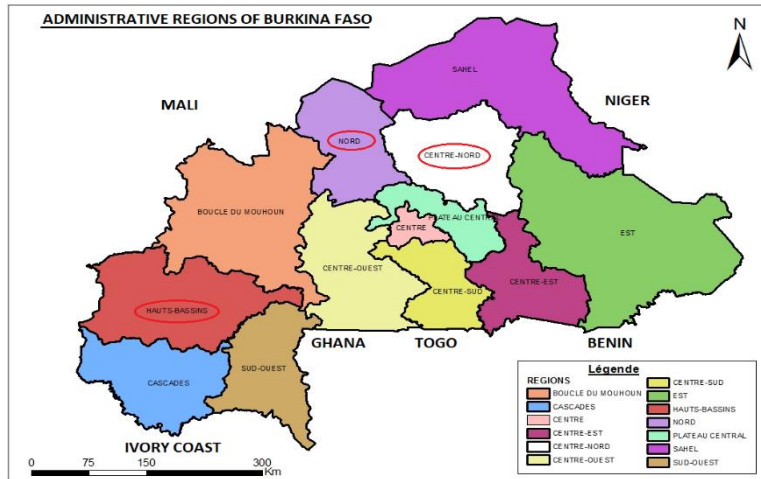 ADMINISTRATIVE REGIONS OF BURKINA FASO
N
SAHEL
MALI
NIGER
NORD
CENTRE-NORD
BOUCLE DU MOUHOUN
PLATEAU CENTRAL
CENTRE
EST
CENTRE-OUEST
CENTRE-EST
CENTRE-SUD
HAUTS-BASSINS
GHANA
TOGO
BENIN
SUD-OUEST
CASCADES
IVORY COAST
0 75 150 300
Km
Légende
REGIONS
BOUCLE DU MOUHOUN
CASCADES
CENTRE
CENTRE-EST
CENTRE-NORD
CENTRE-OUEST
CENTRE-SUD
EST
HAUTS-BASSINS
NORD
PLATEAU CENTRAL
SAHEL
SUD-OUEST